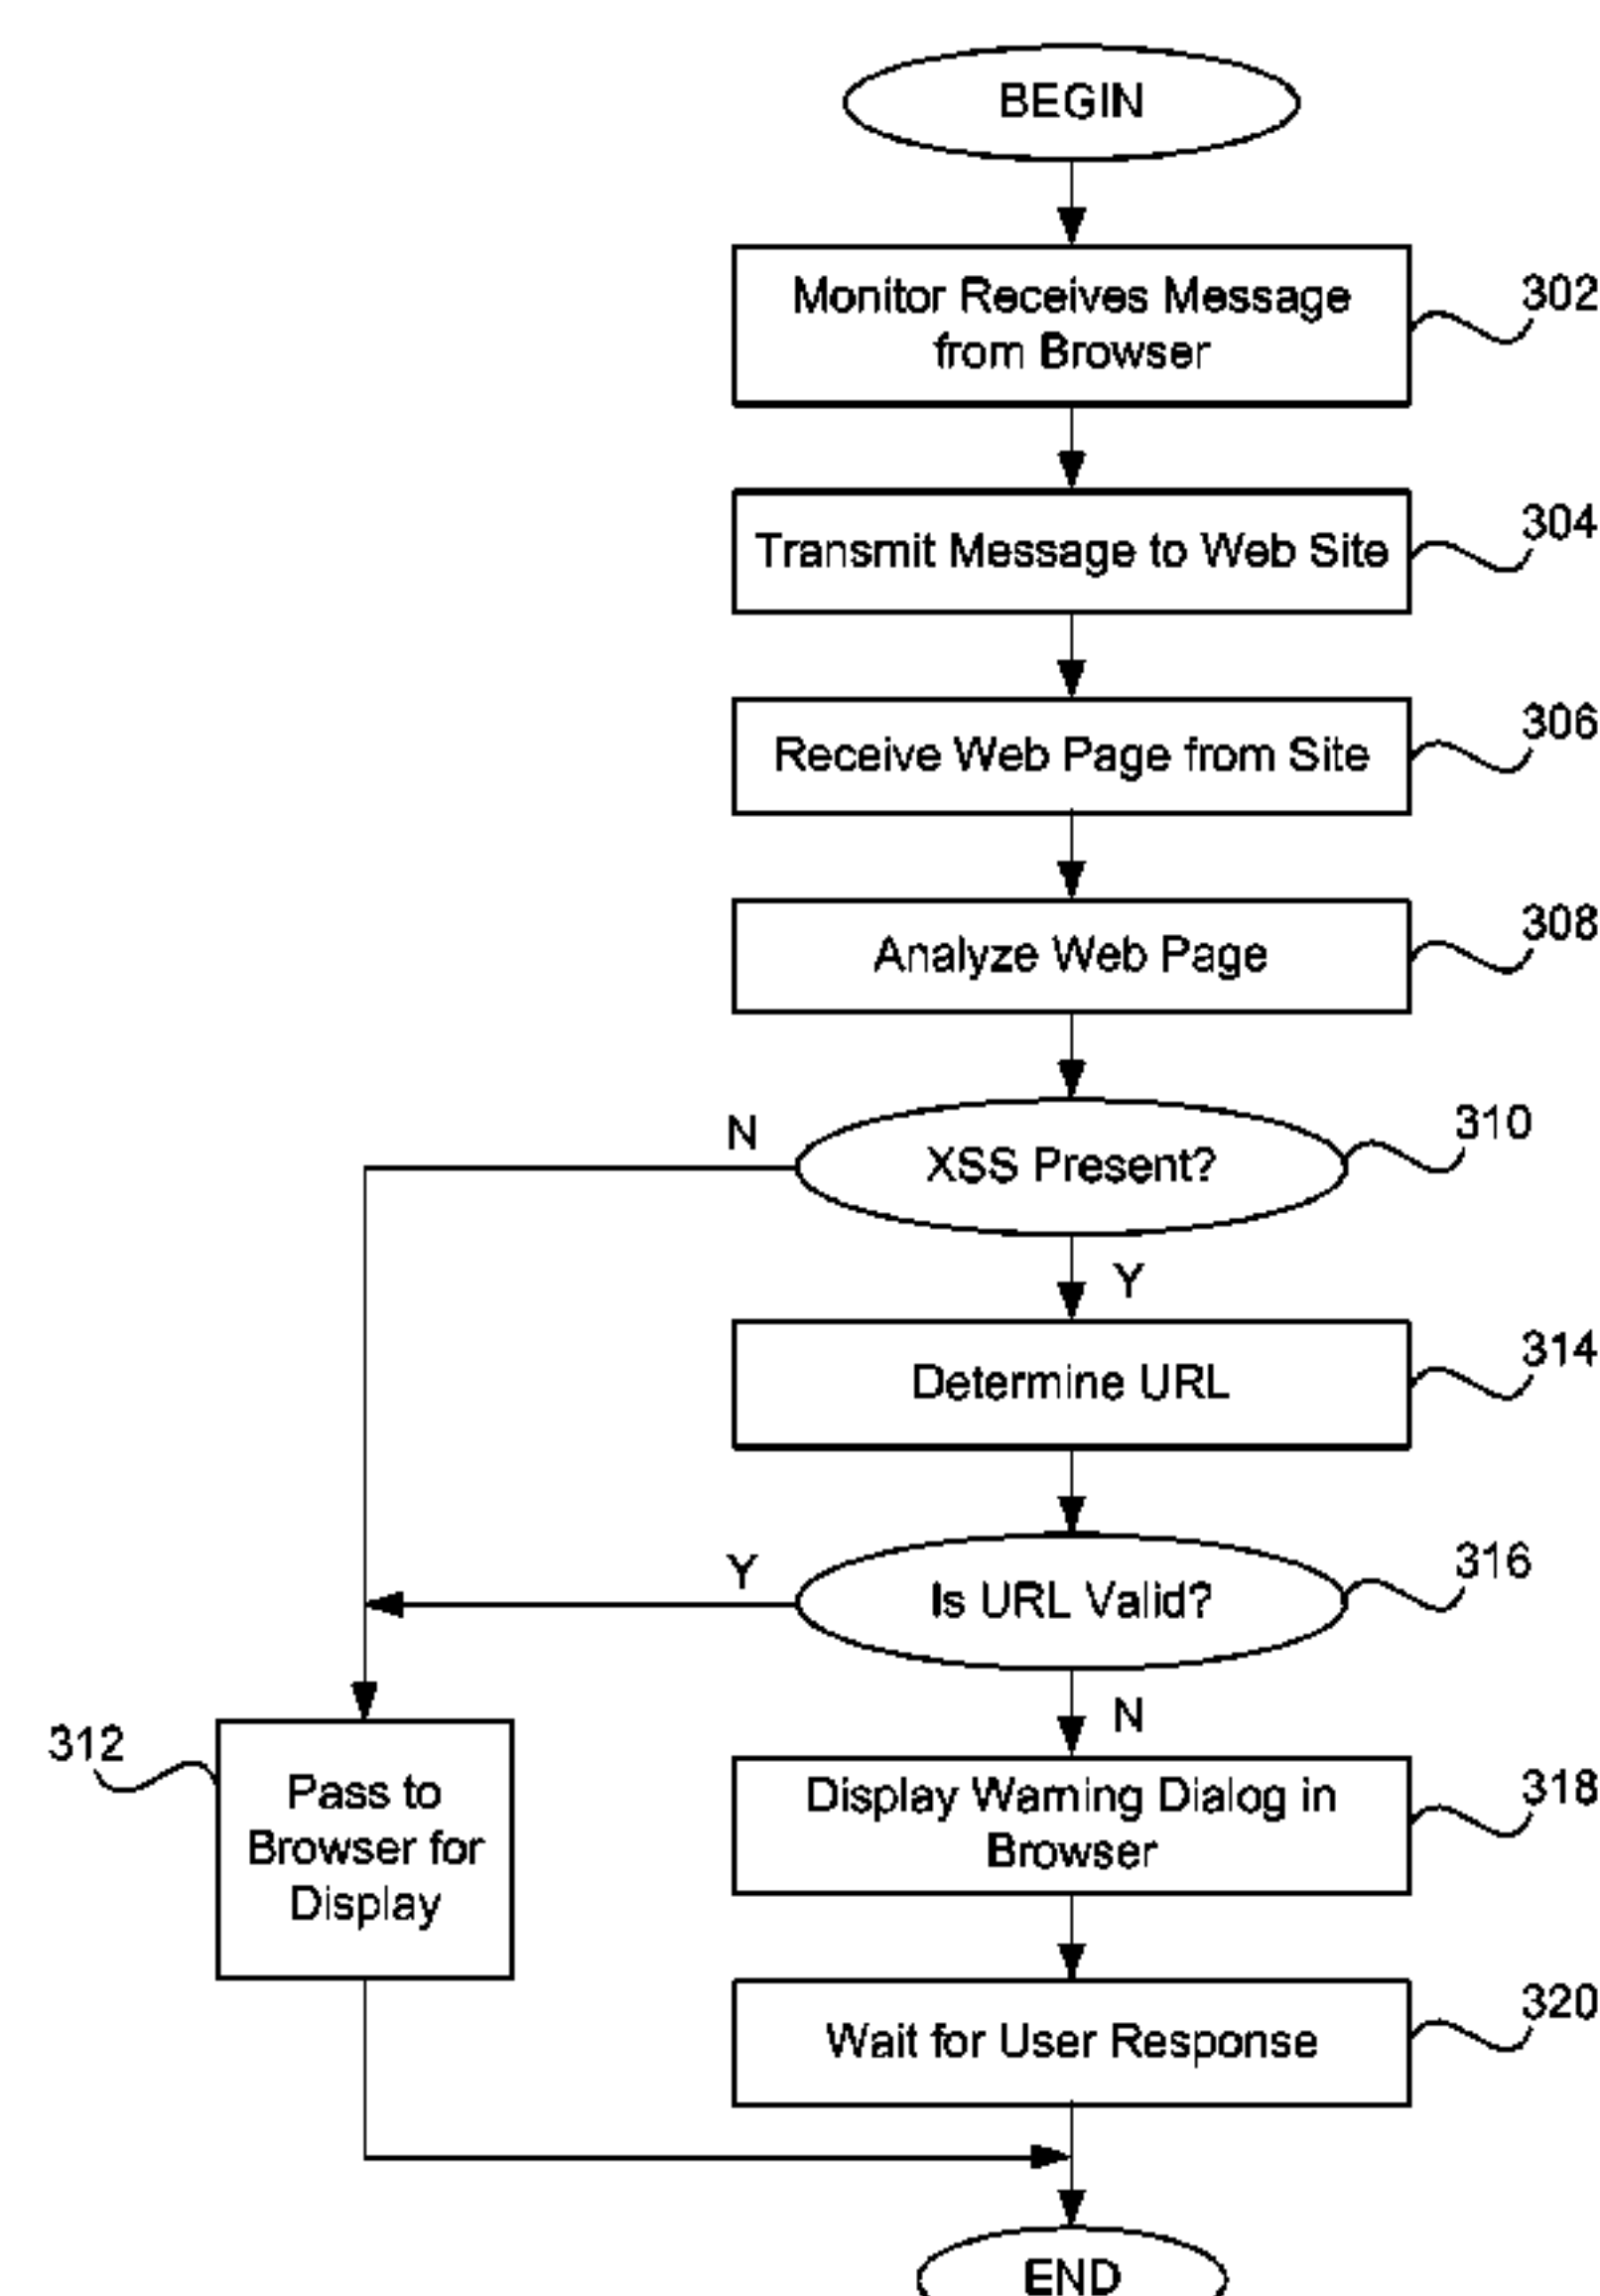 BEGIN
Monitor Receives Message
from Browser
302
Transmit Message to Web Site
304
Receive Web Page from Site
306
Analyze Web Page
308
N
XSS Present?
310
Y
Determine URL
314
Y
Is URL Valid?
316
N
312
Pass to
Browser for
Display
Display Warning Dialog in
Browser
318
Wait for User Response
320
END